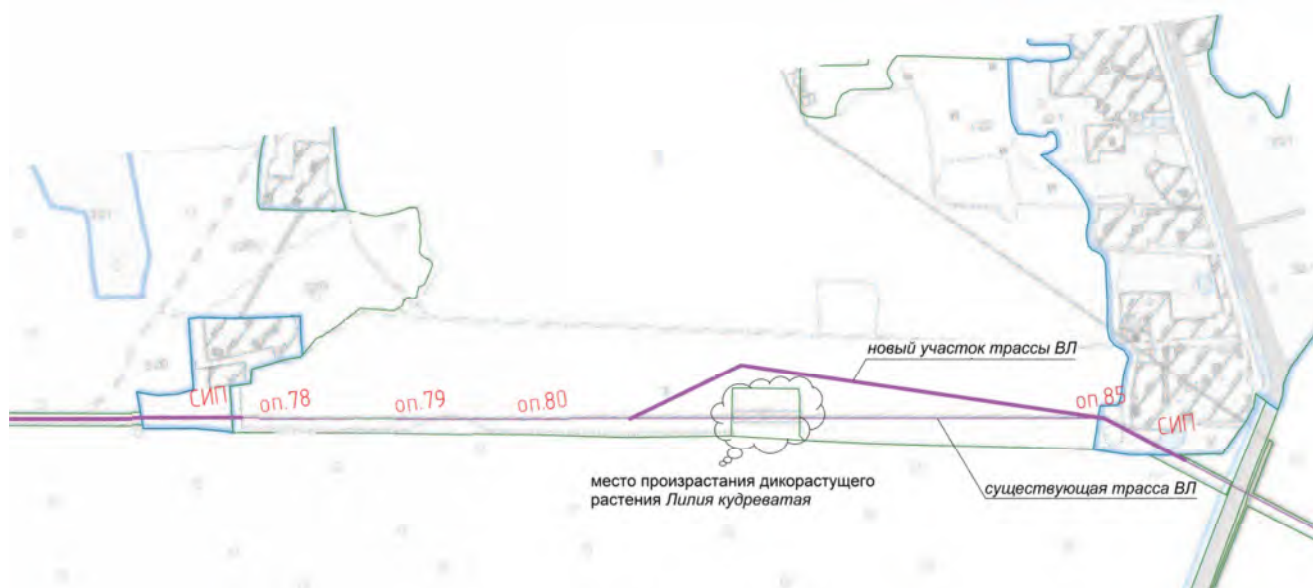 новый участок трассы ВЛ
СИП
оп.78
оп.79
оп.80
оп.85
СИП
место произрастания дикорастущего
растения Лилия кудреватая
существующая трасса ВЛ